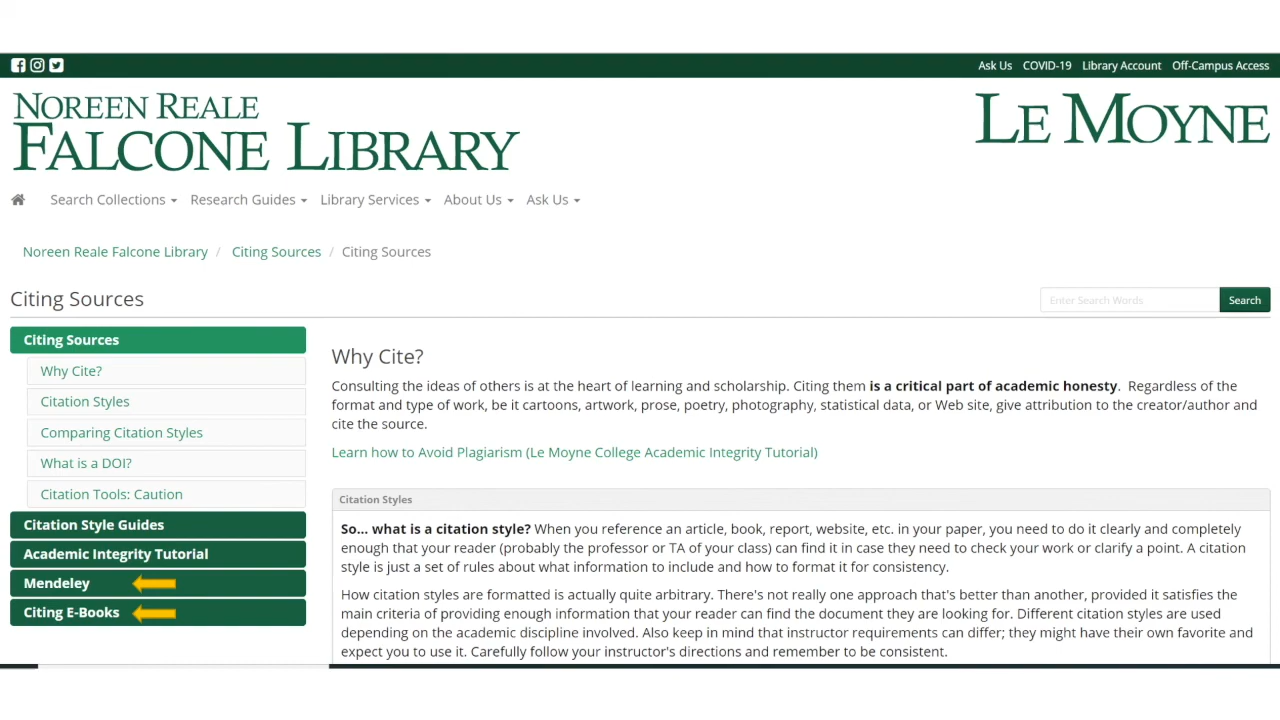 Ask Us COVID-19 Library Account Off-Campus Access
NOREEN REALE
FALCONE LIBRARY
LE MOYNE
Search Collections Research Guides Library Services About Us Ask Us
Noreen Reale Falcone Library / Citing Sources / Citing Sources
Citing Sources
Enter Search Words
Search
Citing Sources
Why Cite?
Citation Styles
Comparing Citation Styles
What is a DOI?
Citation Tools: Caution
Citation Style Guides
Academic Integrity Tutorial
Mendeley
Citing E-Books
Why Cite?
Consulting the ideas of others is at the heart of learning and scholarship. Citing them is a critical part of academic honesty. Regardless of the
format and type of work, be it cartoons, artwork, prose, poetry, photography, statistical data, or Web site, give attribution to the creator/author and
cite the source.
Learn how to Avoid Plagiarism (Le Moyne College Academic Integrity Tutorial)
Citation Styles
So... what is a citation style? When you reference an article, book, report, website, etc. in your paper, you need to do it clearly and completely
enough that your reader (probably the professor or TA of your class) can find it in case they need to check your work or clarify a point. A citation
style is just a set of rules about what information to include and how to format it for consistency.
How citation styles are formatted is actually quite arbitrary. There's not really one approach that's better than another, provided it satisfies the
main criteria of providing enough information that your reader can find the document they are looking for. Different citation styles are used
depending on the academic discipline involved. Also keep in mind that instructor requirements can differ; they might have their own favorite and
expect you to use it. Carefully follow your instructor's directions and remember to be consistent.